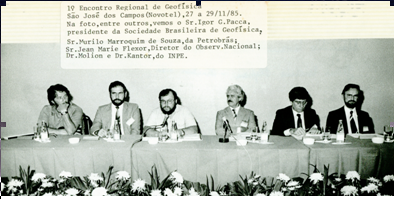 1º Encontro Regional de Geofísica
São José dos Campos(Novotel),27 a 29/11/85.
Na foto,entre outros,vemos o Sr.Igor G.Pacca,
presidente da Sociedade Brasileira de Geofísica,
Sr.Murilo Marroquim de Souza,da Petrobrás;
Sr.Jean Marie Flexor,Diretor do Observ.Nacional;
Dr.Molion e Dr.Kantor,do INPE.